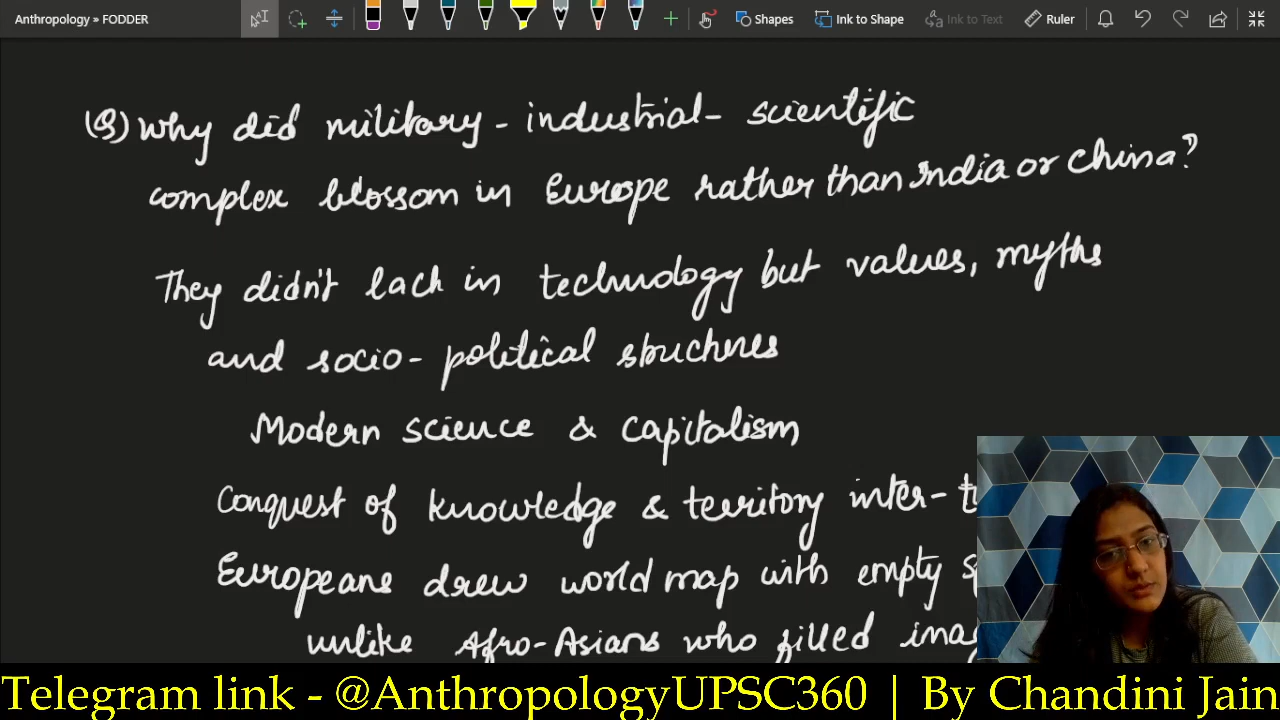 Anthropology » FODDER
Shapes
Ink to Shape
Ink to Text
Ruler
(Q) Why did military - industrial - scientific
complex blossom in Europe rather than India or China?
They didn't lack in technology but values, myths
and socio - political structures
Modern science & capitalism
Conquest of knowledge & territory inter-
Europeans drew world map with empty
unlike Afro-Asians who filled
Telegram link - @AnthropologyUPSC360 | By Chandini Jain